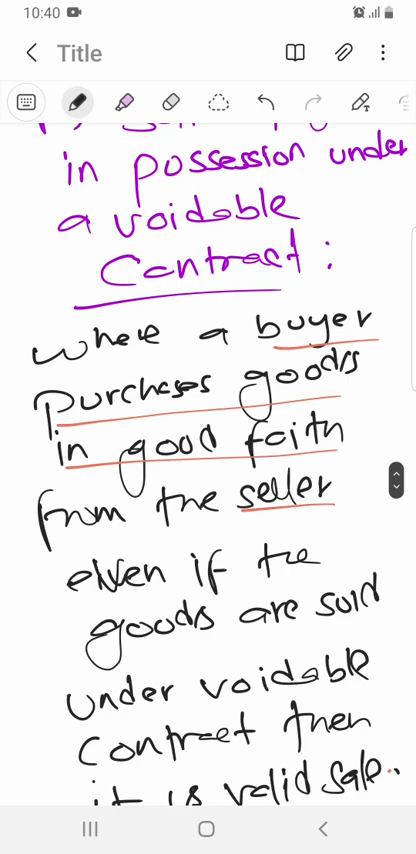 10:40
Title
in possession under
a voidable
Contract:
where a buyer
purchases goods
in good faith
from the seller
even if the
goods are sold
under voidable
contract then
it is valid sale..